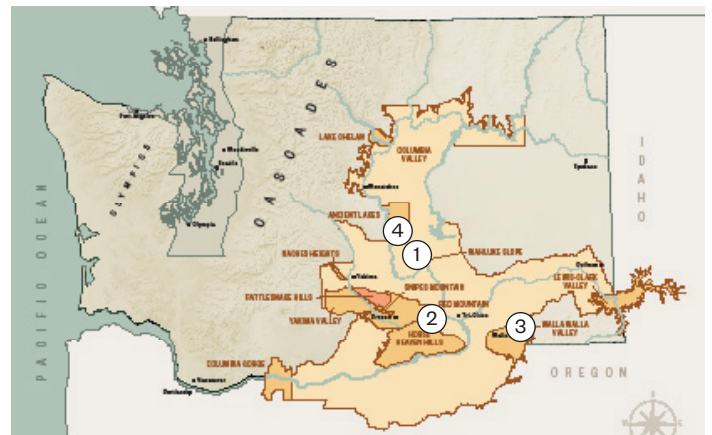 Bellingham
LAKE CHELAN
COLUMBIA
VALLEY
CASCADES
OLYMPICS
Seattle
Spokane
Wenatchee
Olympia
ANCIENT LAKES
4
1
WAHLUKE SLOPE
NACHES HEIGHTS
Yakima
SNIPES MOUNTAIN
RATTLESNAKE HILLS
RED MOUNTAIN
LEWIS-CLARK
VALLEY
YAKIMA VALLEY
2
Tri-Cities
3
HORSE
HEAVEN HILLS
WALLA WALLA
VALLEY
COLUMBIA GORGE
Vancouver
PACIFIC OCEAN
IDAHO
OREGON